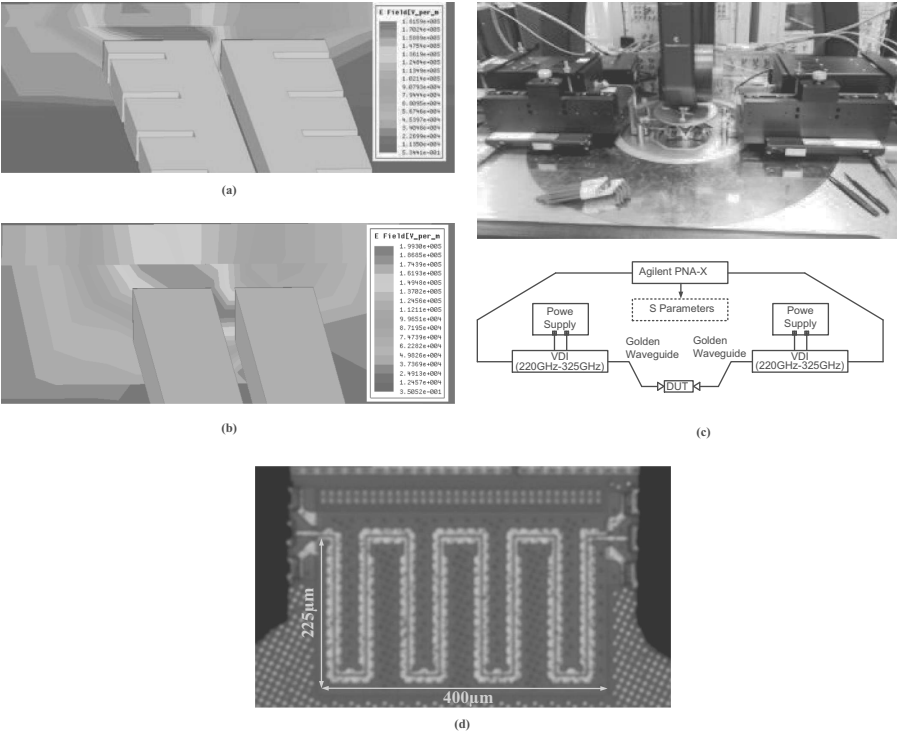 E Field[V_per_m
1.8159e+005
1.7024e+005
1.5889e+005
1.4754e+005
1.3619e+005
1.2484e+005
1.1349e+005
1.0214e+005
9.0793e+004
7.9444e+004
6.8095e+004
5.6746e+004
4.5397e+004
3.4048e+004
2.2699e+004
1.1350e+004
5.3441e-001
(a)
E Field[V_per_m
1.9930e+005
1.8685e+005
1.7439e+005
1.6193e+005
1.4948e+005
1.3702e+005
1.2456e+005
1.1211e+005
9.9651e+004
8.7195e+004
7.4739e+004
6.2282e+004
4.9826e+004
3.7369e+004
2.4913e+004
1.2457e+004
3.5052e-001
(b)
Agilent PNA-X
S Parameters
Powe
Supply
Powe
Supply
Golden
Waveguide
Golden
Waveguide
VDI
(220GHz-325GHz)
VDI
(220GHz-325GHz)
DUT
(c)
225μm
400μm
(d)